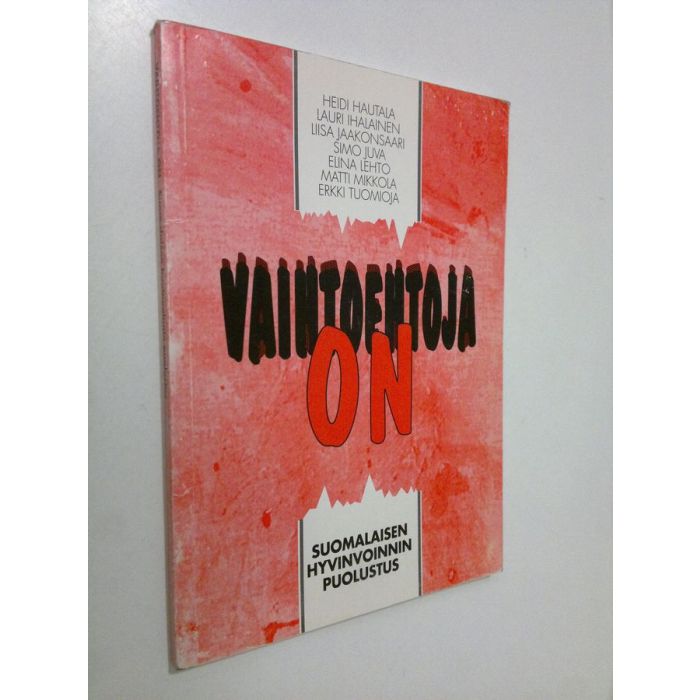 HEIDI HAUTALA
LAURI IHALAINEN
LIISA JAAKONSAARI
SIMO JUVA
ELINA LEHTO
MATTI MIKKOLA
ERKKI TUOMIOJA
VAIHTOEHTOJA
ON
SUOMALAISEN
HYVINVOINNIN
PUOLUSTUS